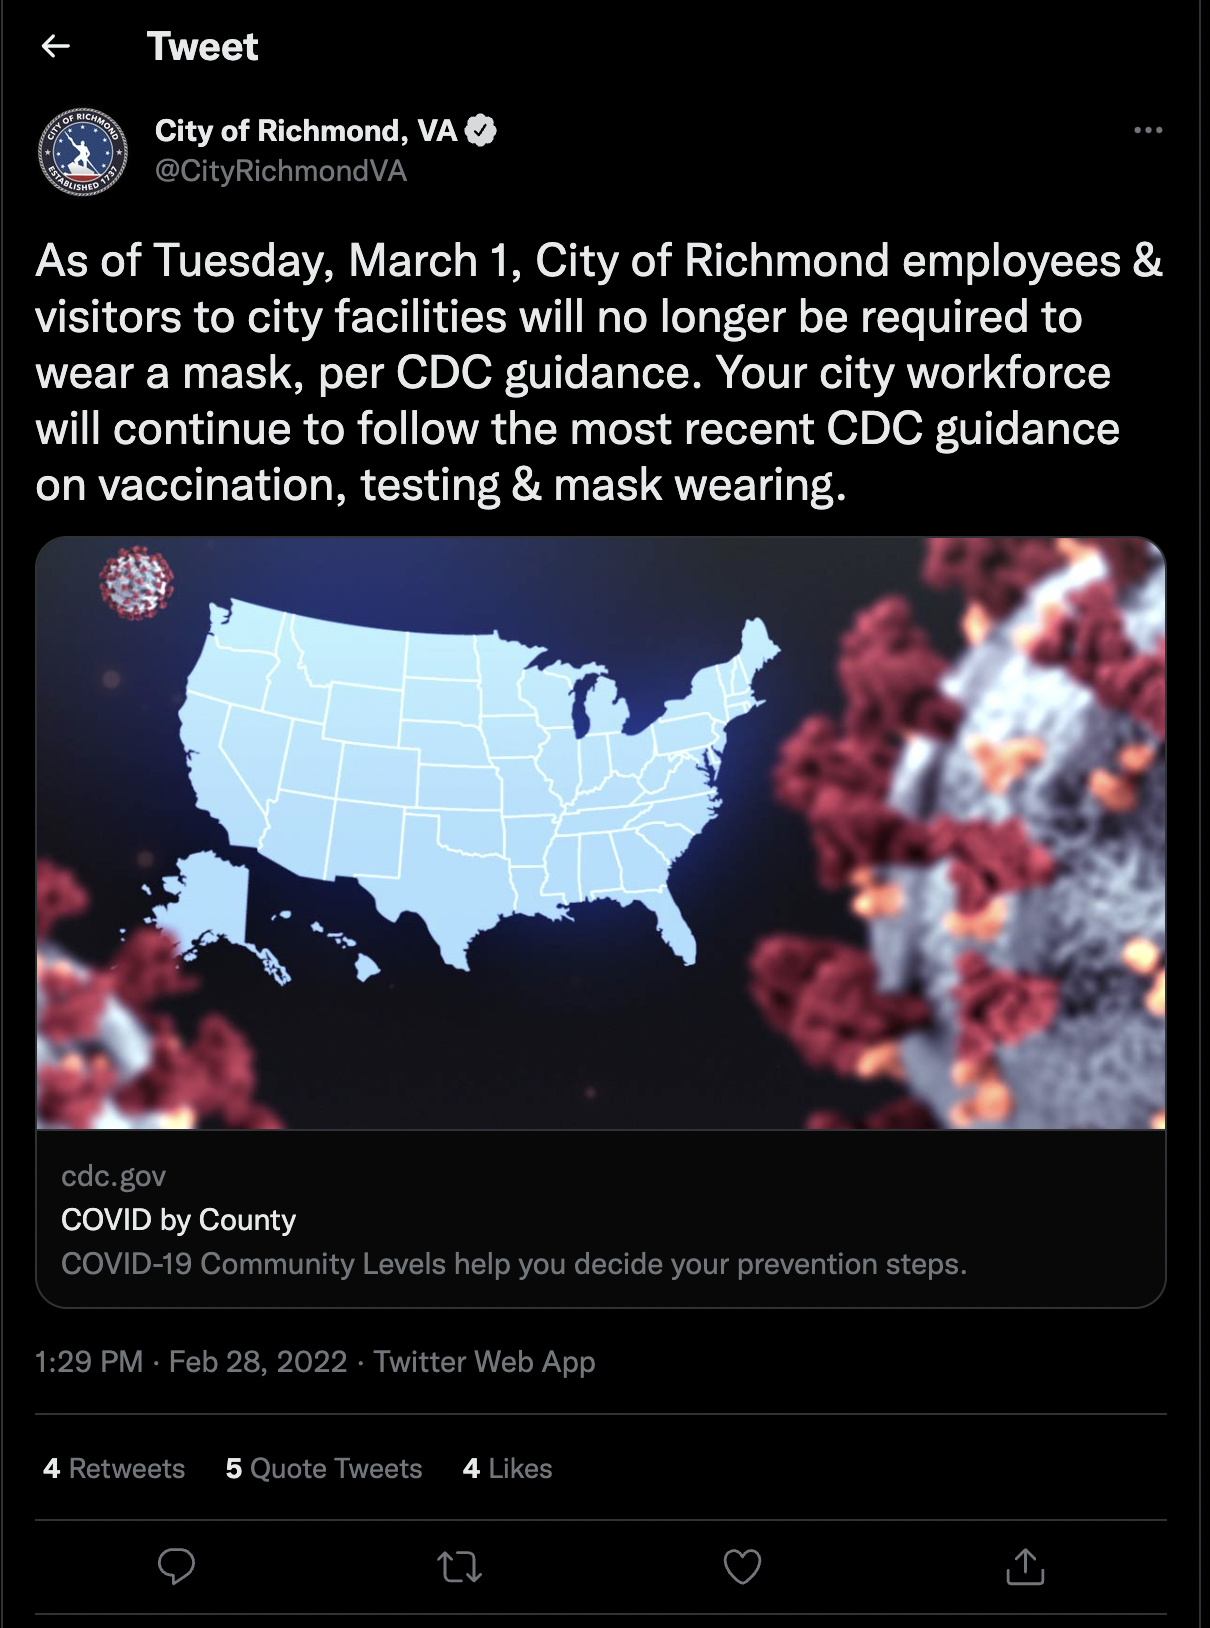 Tweet
CITY OF RICHMOND
ESTABLISHED 1737
City of Richmond, VA
@CityRichmondVA
As of Tuesday, March 1, City of Richmond employees &
visitors to city facilities will no longer be required to
wear a mask, per CDC guidance. Your city workforce
will continue to follow the most recent CDC guidance
on vaccination, testing & mask wearing.
cdc.gov
COVID by County
COVID-19 Community Levels help you decide your prevention steps.
1:29 PM · Feb 28, 2022 · Twitter Web App
4 Retweets 5 Quote Tweets 4 Likes